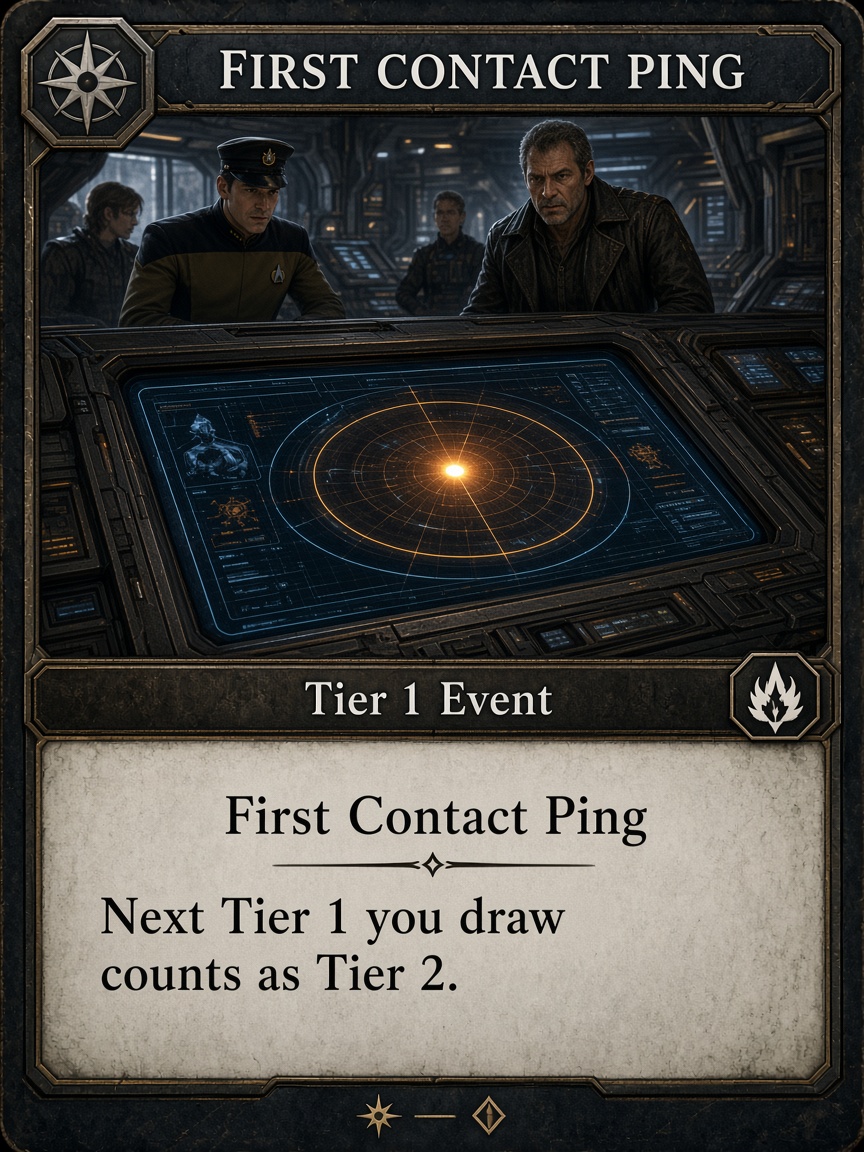 FIRST CONTACT PING
Tier 1 Event
First Contact Ping
Next Tier 1 you draw
counts as Tier 2.